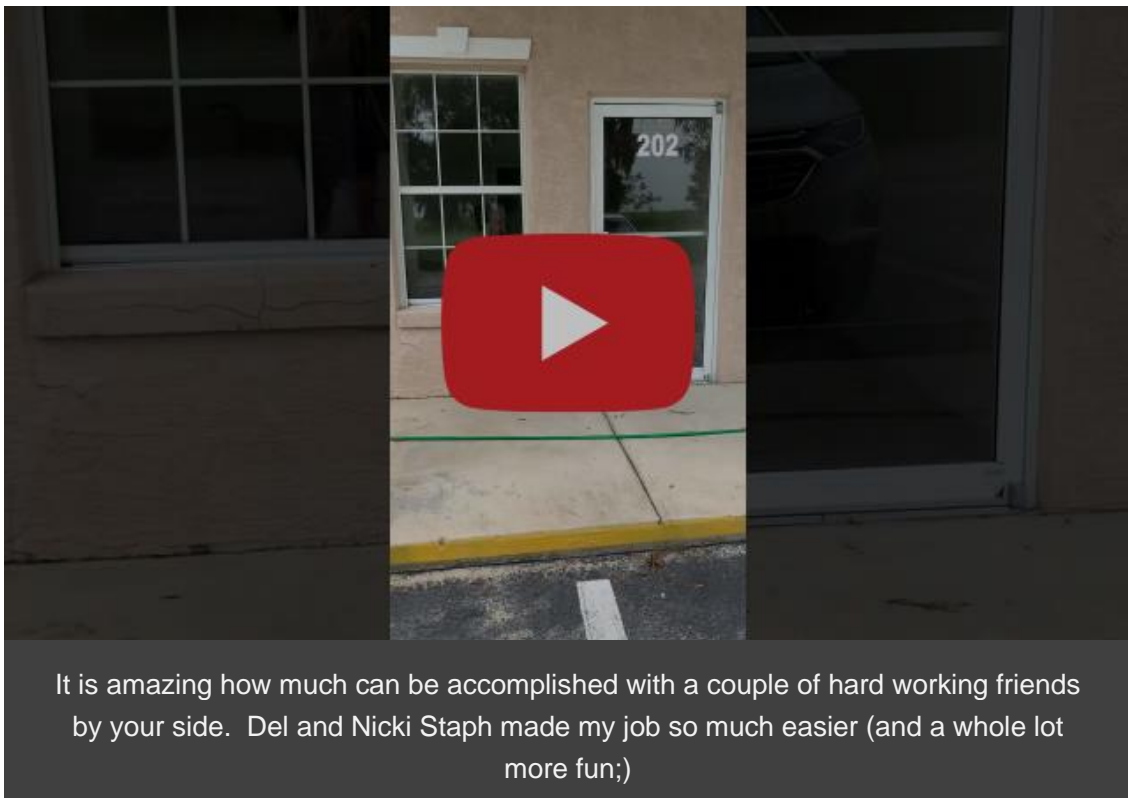 202
It is amazing how much can be accomplished with a couple of hard working friends
by your side.  Del and Nicki Staph made my job so much easier (and a whole lot
more fun;)